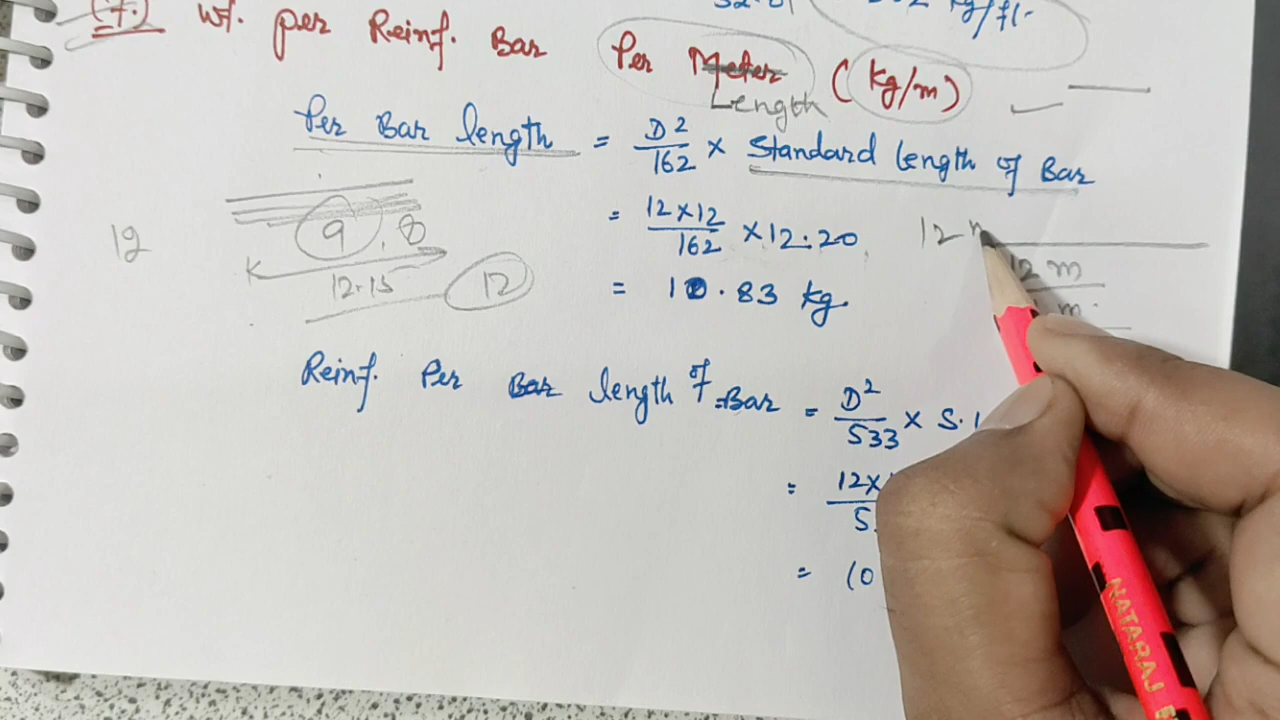 (7.) wt. per Reinf. Bar Per Meter (kg/m)
Length
Per Bar length = D²/162 × Standard length of Bar
= 12×12/162 × 12.20
12
9 . 8
12 m
12.15
12
= 10.83 kg
m
Reinf. Per Bar length of Bar = D²/533 × S.
= 12×
= 10
NATARAJ